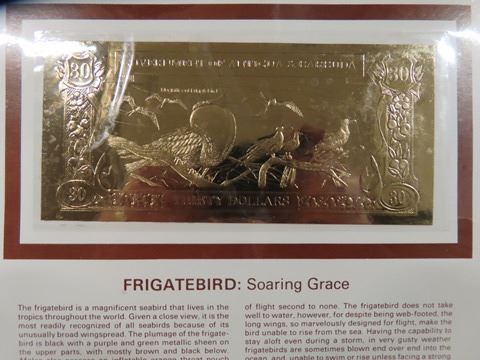 GOVERNMENT OF ANTIGUA & BARBUDA
30
30
Magnificent Frigatebird
30
THIRTY DOLLARS
FRIGATEBIRD: Soaring Grace
The frigatebird is a magnificent seabird that lives in the
tropics throughout the world. Given a close view, it is the
most readily recognized of all seabirds because of its
unusually broad wingspread. The plumage of the frigate-
bird is black with a purple and green metallic sheen on
the upper parts, with mostly brown and black below.
of flight second to none. The frigatebird does not take
well to water, however, for despite being web-footed, the
long wings, so marvelously designed for flight, make the
bird unable to rise from the sea. Having the capability to
stay aloft even during a storm, in very gusty weather
frigatebirds are sometimes blown end over end into the
ocean, and, unable to swim or rise unless facing a strong